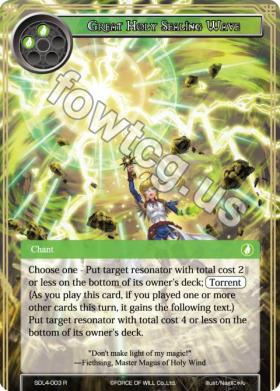 Great Holy Sealing Wave
fowtcg.us
Chant
Choose one - Put target resonator with total cost 2
or less on the bottom of its owner's deck; Torrent
(As you play this card, if you played one or more
other cards this turn, it gains the following text.)
Put target resonator with total cost 4 or less on the
bottom of its owner's deck.
"Don't make light of my magic!"
—Fiethsing, Master Magus of Holy Wind
SDL4-003 R
©FORCE OF WILL Co.,Ltd.